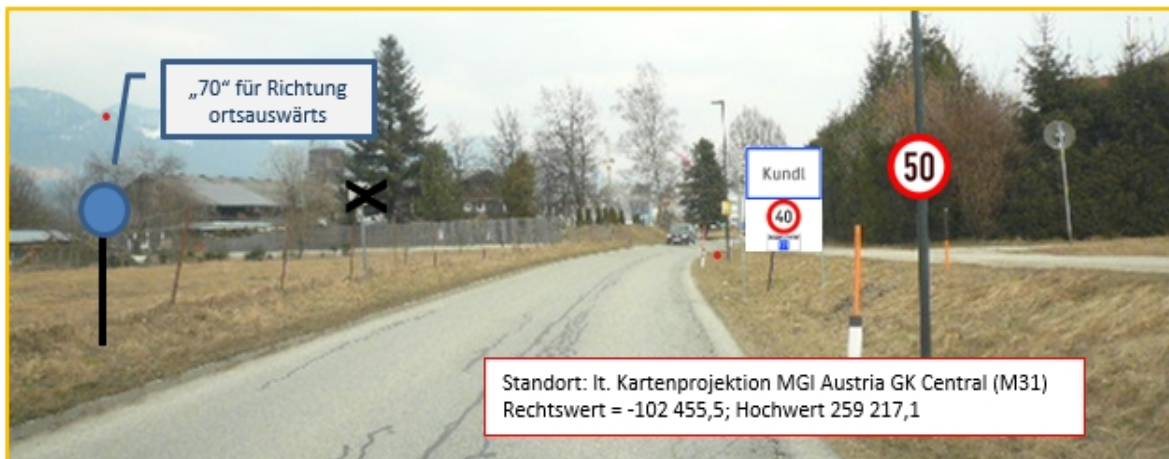 „70“ für Richtung
ortsauswärts
Kundl
40
50
Standort: lt. Kartenprojektion MGI Austria GK Central (M31)
Rechtswert = -102 455,5; Hochwert 259 217,1